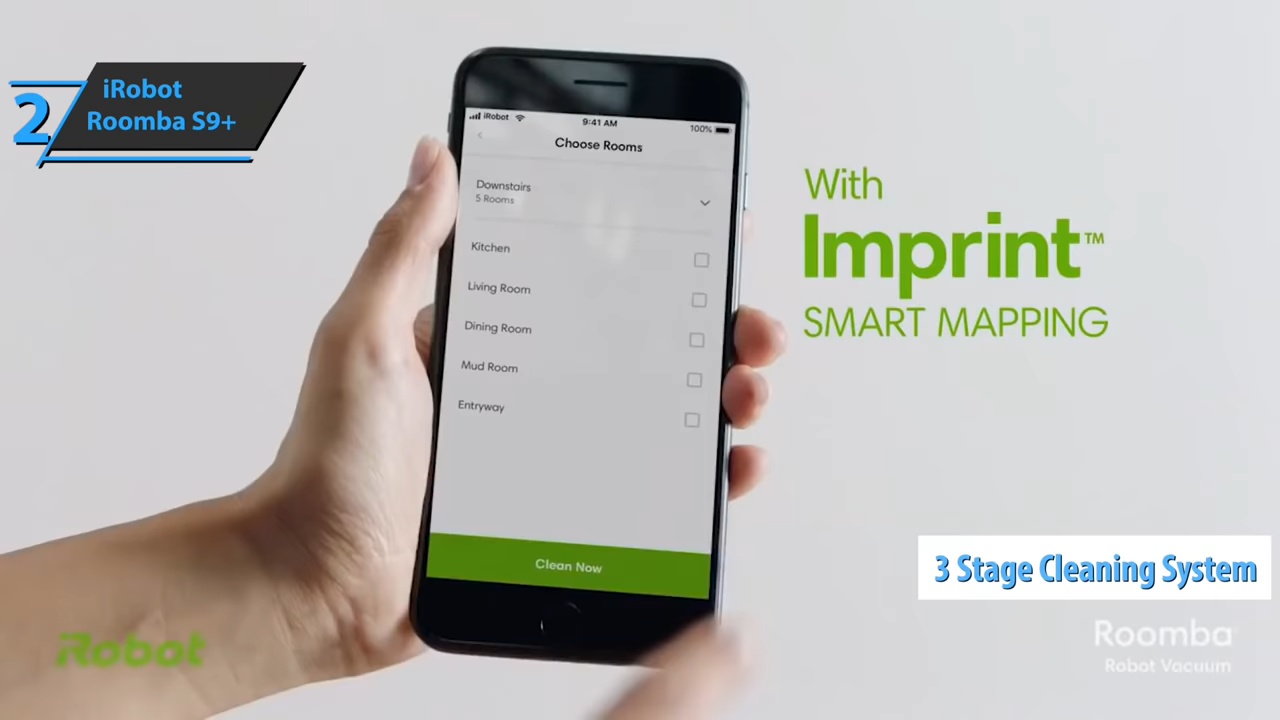 2
iRobot
Roomba S9+
iRobot
9:41 AM
100%
Choose Rooms
Downstairs
5 Rooms
Kitchen
Living Room
Dining Room
Mud Room
Entryway
Clean Now
With
Imprint™
SMART MAPPING
3 Stage Cleaning System
iRobot
Roomba®
Robot Vacuum